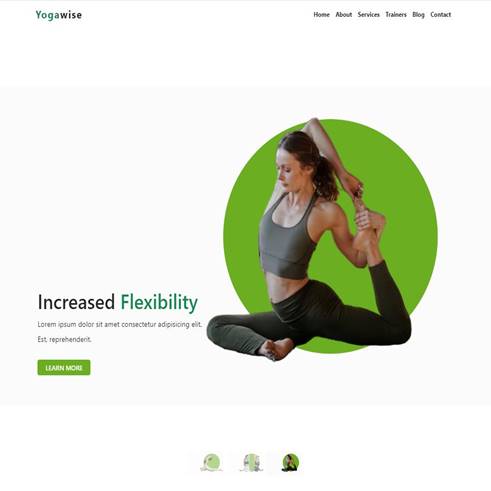 Yogawise
Home About Services Trainers Blog Contact
Increased Flexibility
Lorem ipsum dolor sit amet consectetur adipisicing elit.
Est, reprehenderit.
LEARN MORE